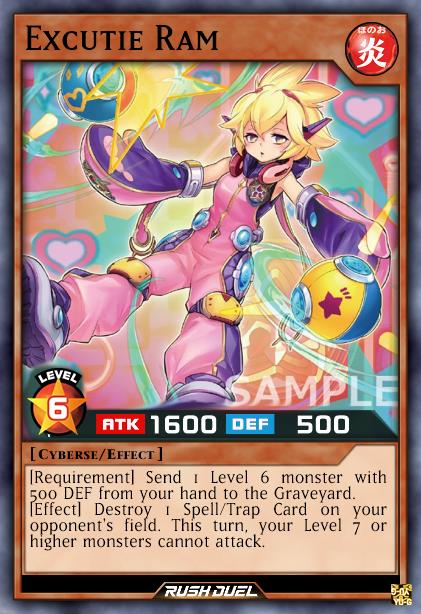 Excutie Ram
ほのお
炎
SAMPLE
LEVEL
6
ATK 1600 DEF 500
[Cyberse/Effect]
[Requirement] Send 1 Level 6 monster with
500 DEF from your hand to the Graveyard.
[Effect] Destroy 1 Spell/Trap Card on your
opponent's field. This turn, your Level 7 or
higher monsters cannot attack.
RUSH DUEL